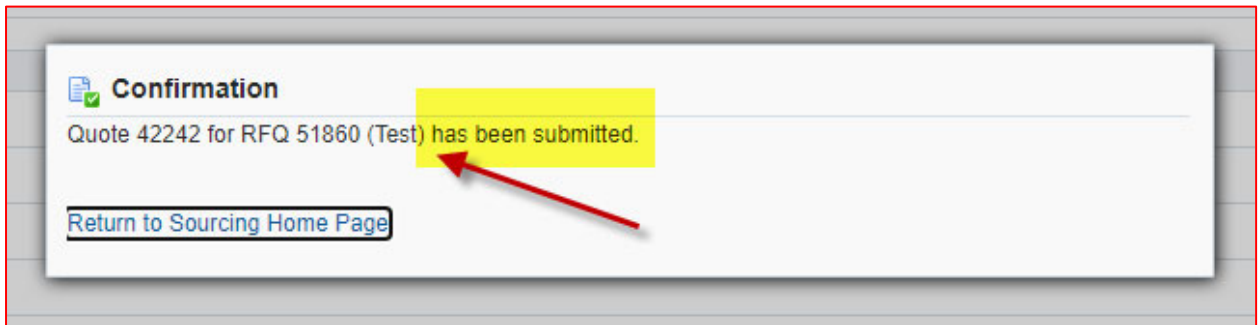 Confirmation
Quote 42242 for RFQ 51860 (Test) has been submitted.
Return to Sourcing Home Page